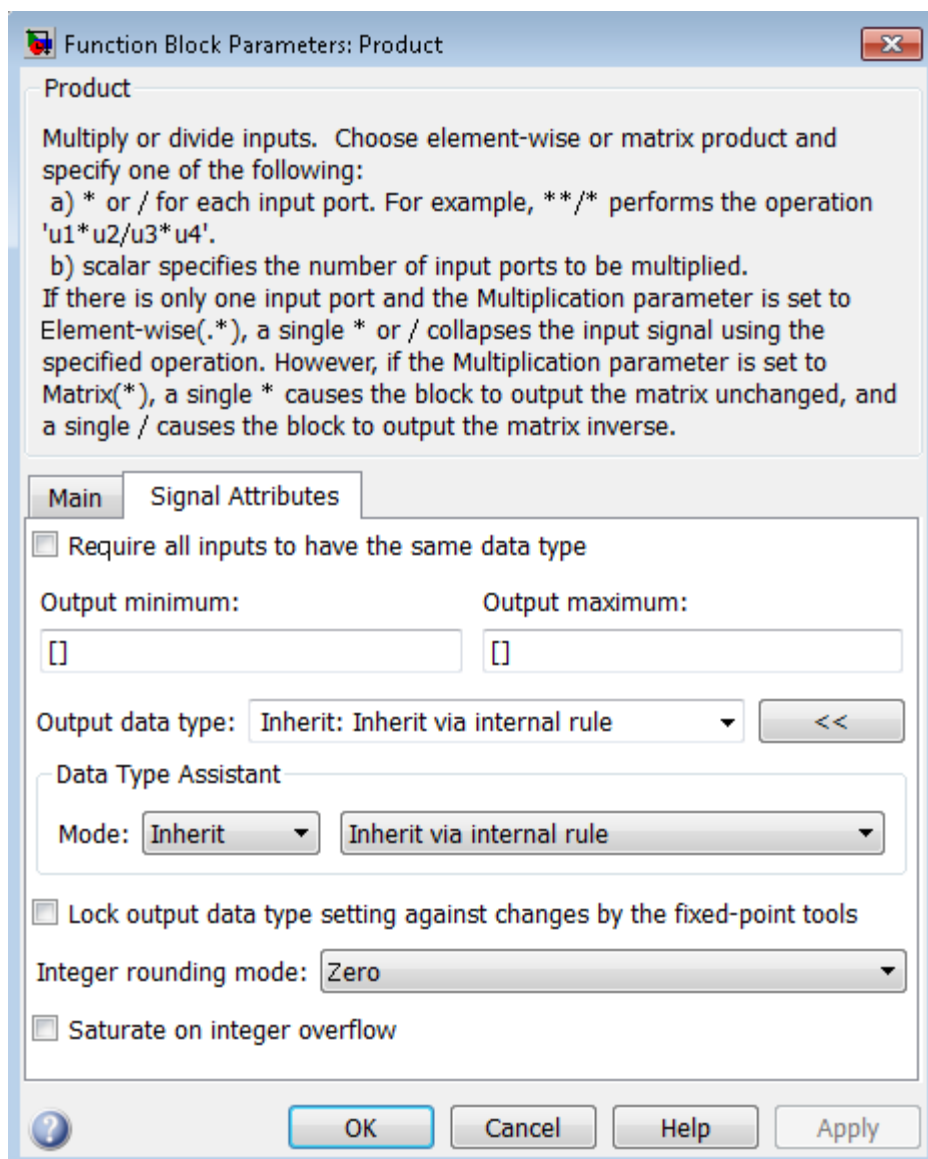 Function Block Parameters: Product
Product
Multiply or divide inputs.  Choose element-wise or matrix product and
specify one of the following:
a) * or / for each input port. For example, **/* performs the operation
'u1*u2/u3*u4'.
b) scalar specifies the number of input ports to be multiplied.
If there is only one input port and the Multiplication parameter is set to
Element-wise(.*), a single * or / collapses the input signal using the
specified operation. However, if the Multiplication parameter is set to
Matrix(*), a single * causes the block to output the matrix unchanged, and
a single / causes the block to output the matrix inverse.
Main Signal Attributes
Require all inputs to have the same data type
Output minimum: Output maximum:
[] []
Output data type: Inherit: Inherit via internal rule <<
Data Type Assistant
Mode: Inherit Inherit via internal rule
Lock output data type setting against changes by the fixed-point tools
Integer rounding mode: Zero
Saturate on integer overflow
? OK Cancel Help Apply